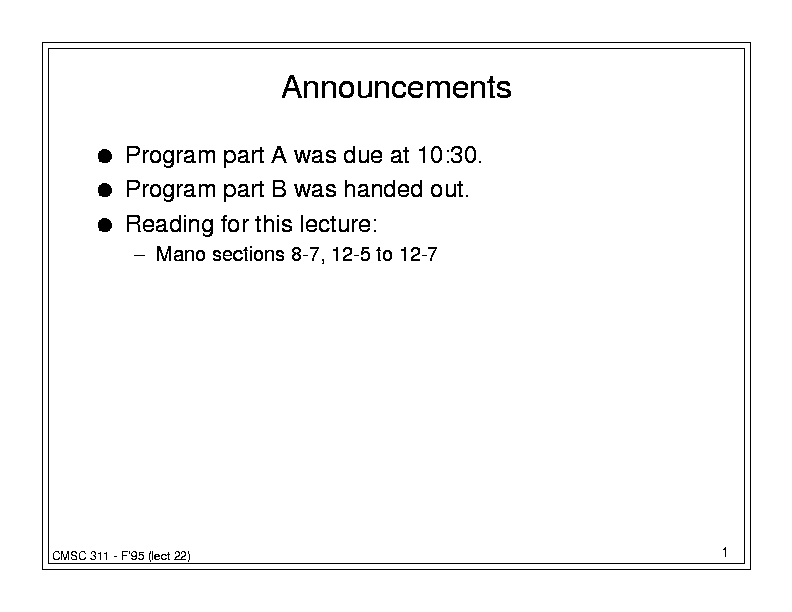 Announcements
● Program part A was due at 10:30.
● Program part B was handed out.
● Reading for this lecture:
– Mano sections 8-7, 12-5 to 12-7
CMSC 311 - F'95 (lect 22)
1